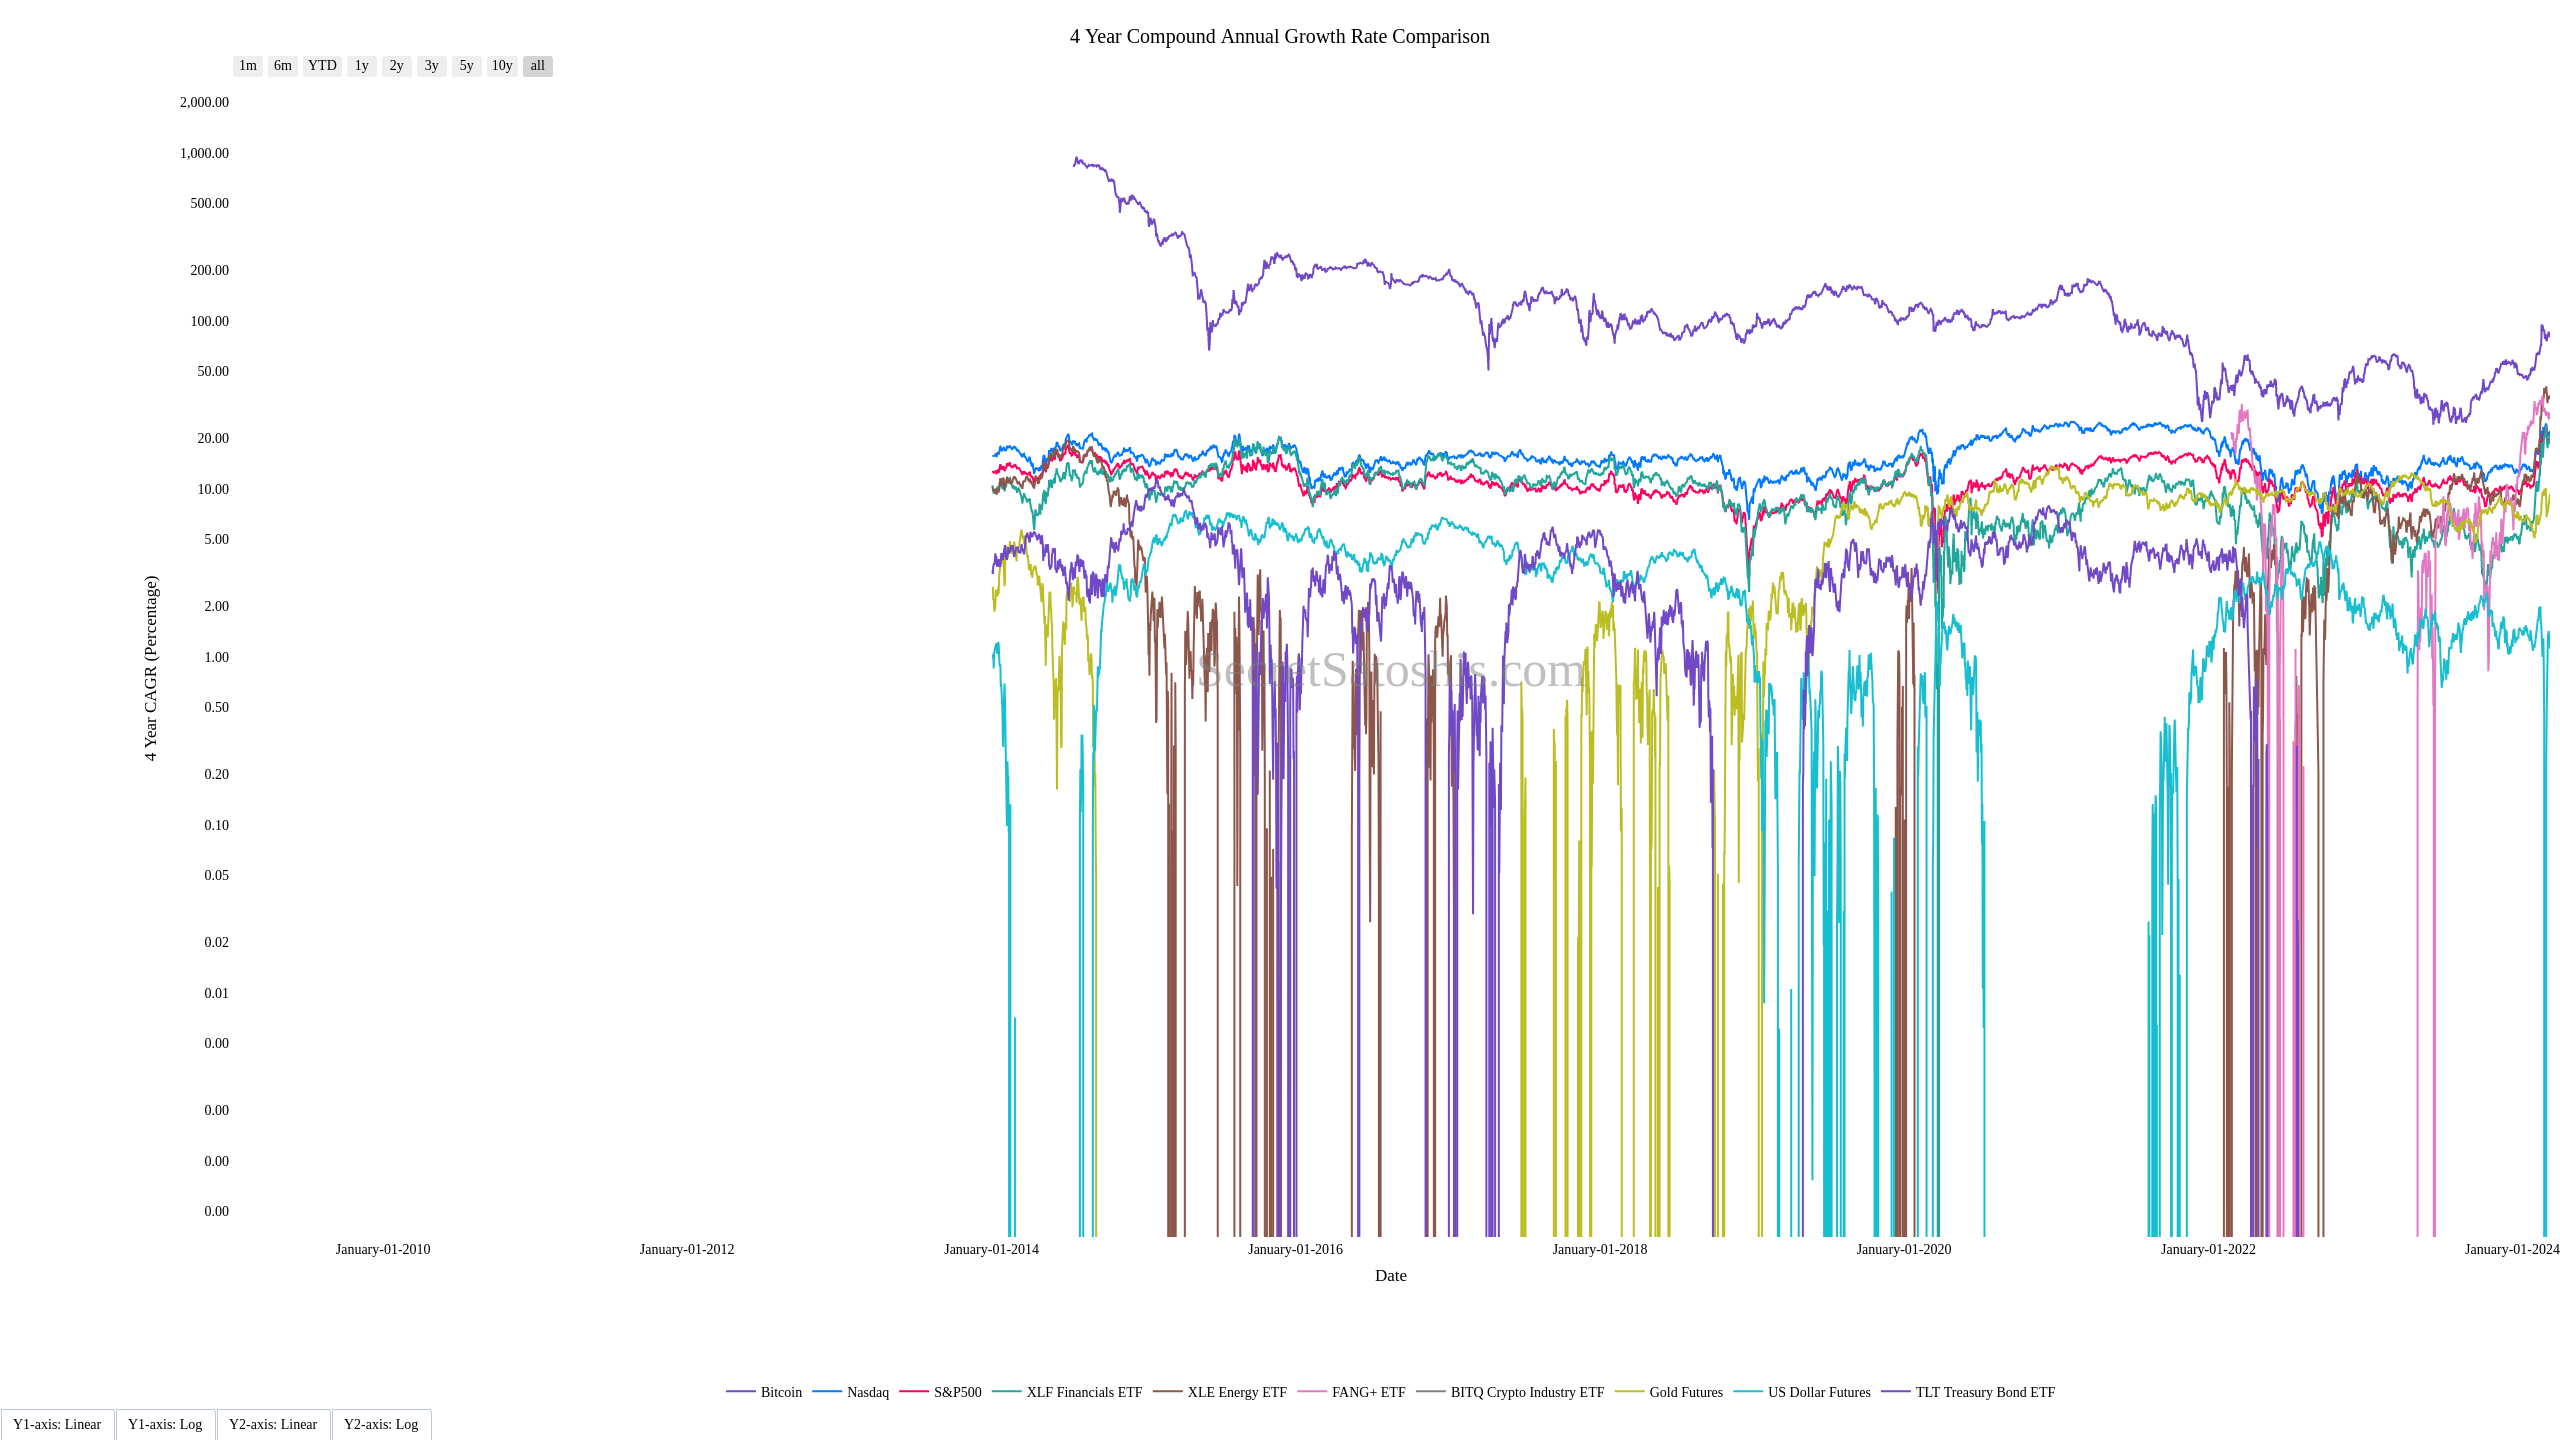 4 Year Compound Annual Growth Rate Comparison
1m 6m YTD 1y 2y 3y 5y 10y all
2,000.00
1,000.00
500.00
200.00
100.00
50.00
20.00
10.00
5.00
2.00
1.00
0.50
0.20
0.10
0.05
0.02
0.01
0.00
0.00
0.00
0.00
4 Year CAGR (Percentage)
SecretSatoshis.com
January-01-2010 January-01-2012 January-01-2014 January-01-2016 January-01-2018 January-01-2020 January-01-2022 January-01-2024
Date
Bitcoin Nasdaq S&P500 XLF Financials ETF XLE Energy ETF FANG+ ETF BITQ Crypto Industry ETF Gold Futures US Dollar Futures TLT Treasury Bond ETF
Y1-axis: Linear Y1-axis: Log Y2-axis: Linear Y2-axis: Log